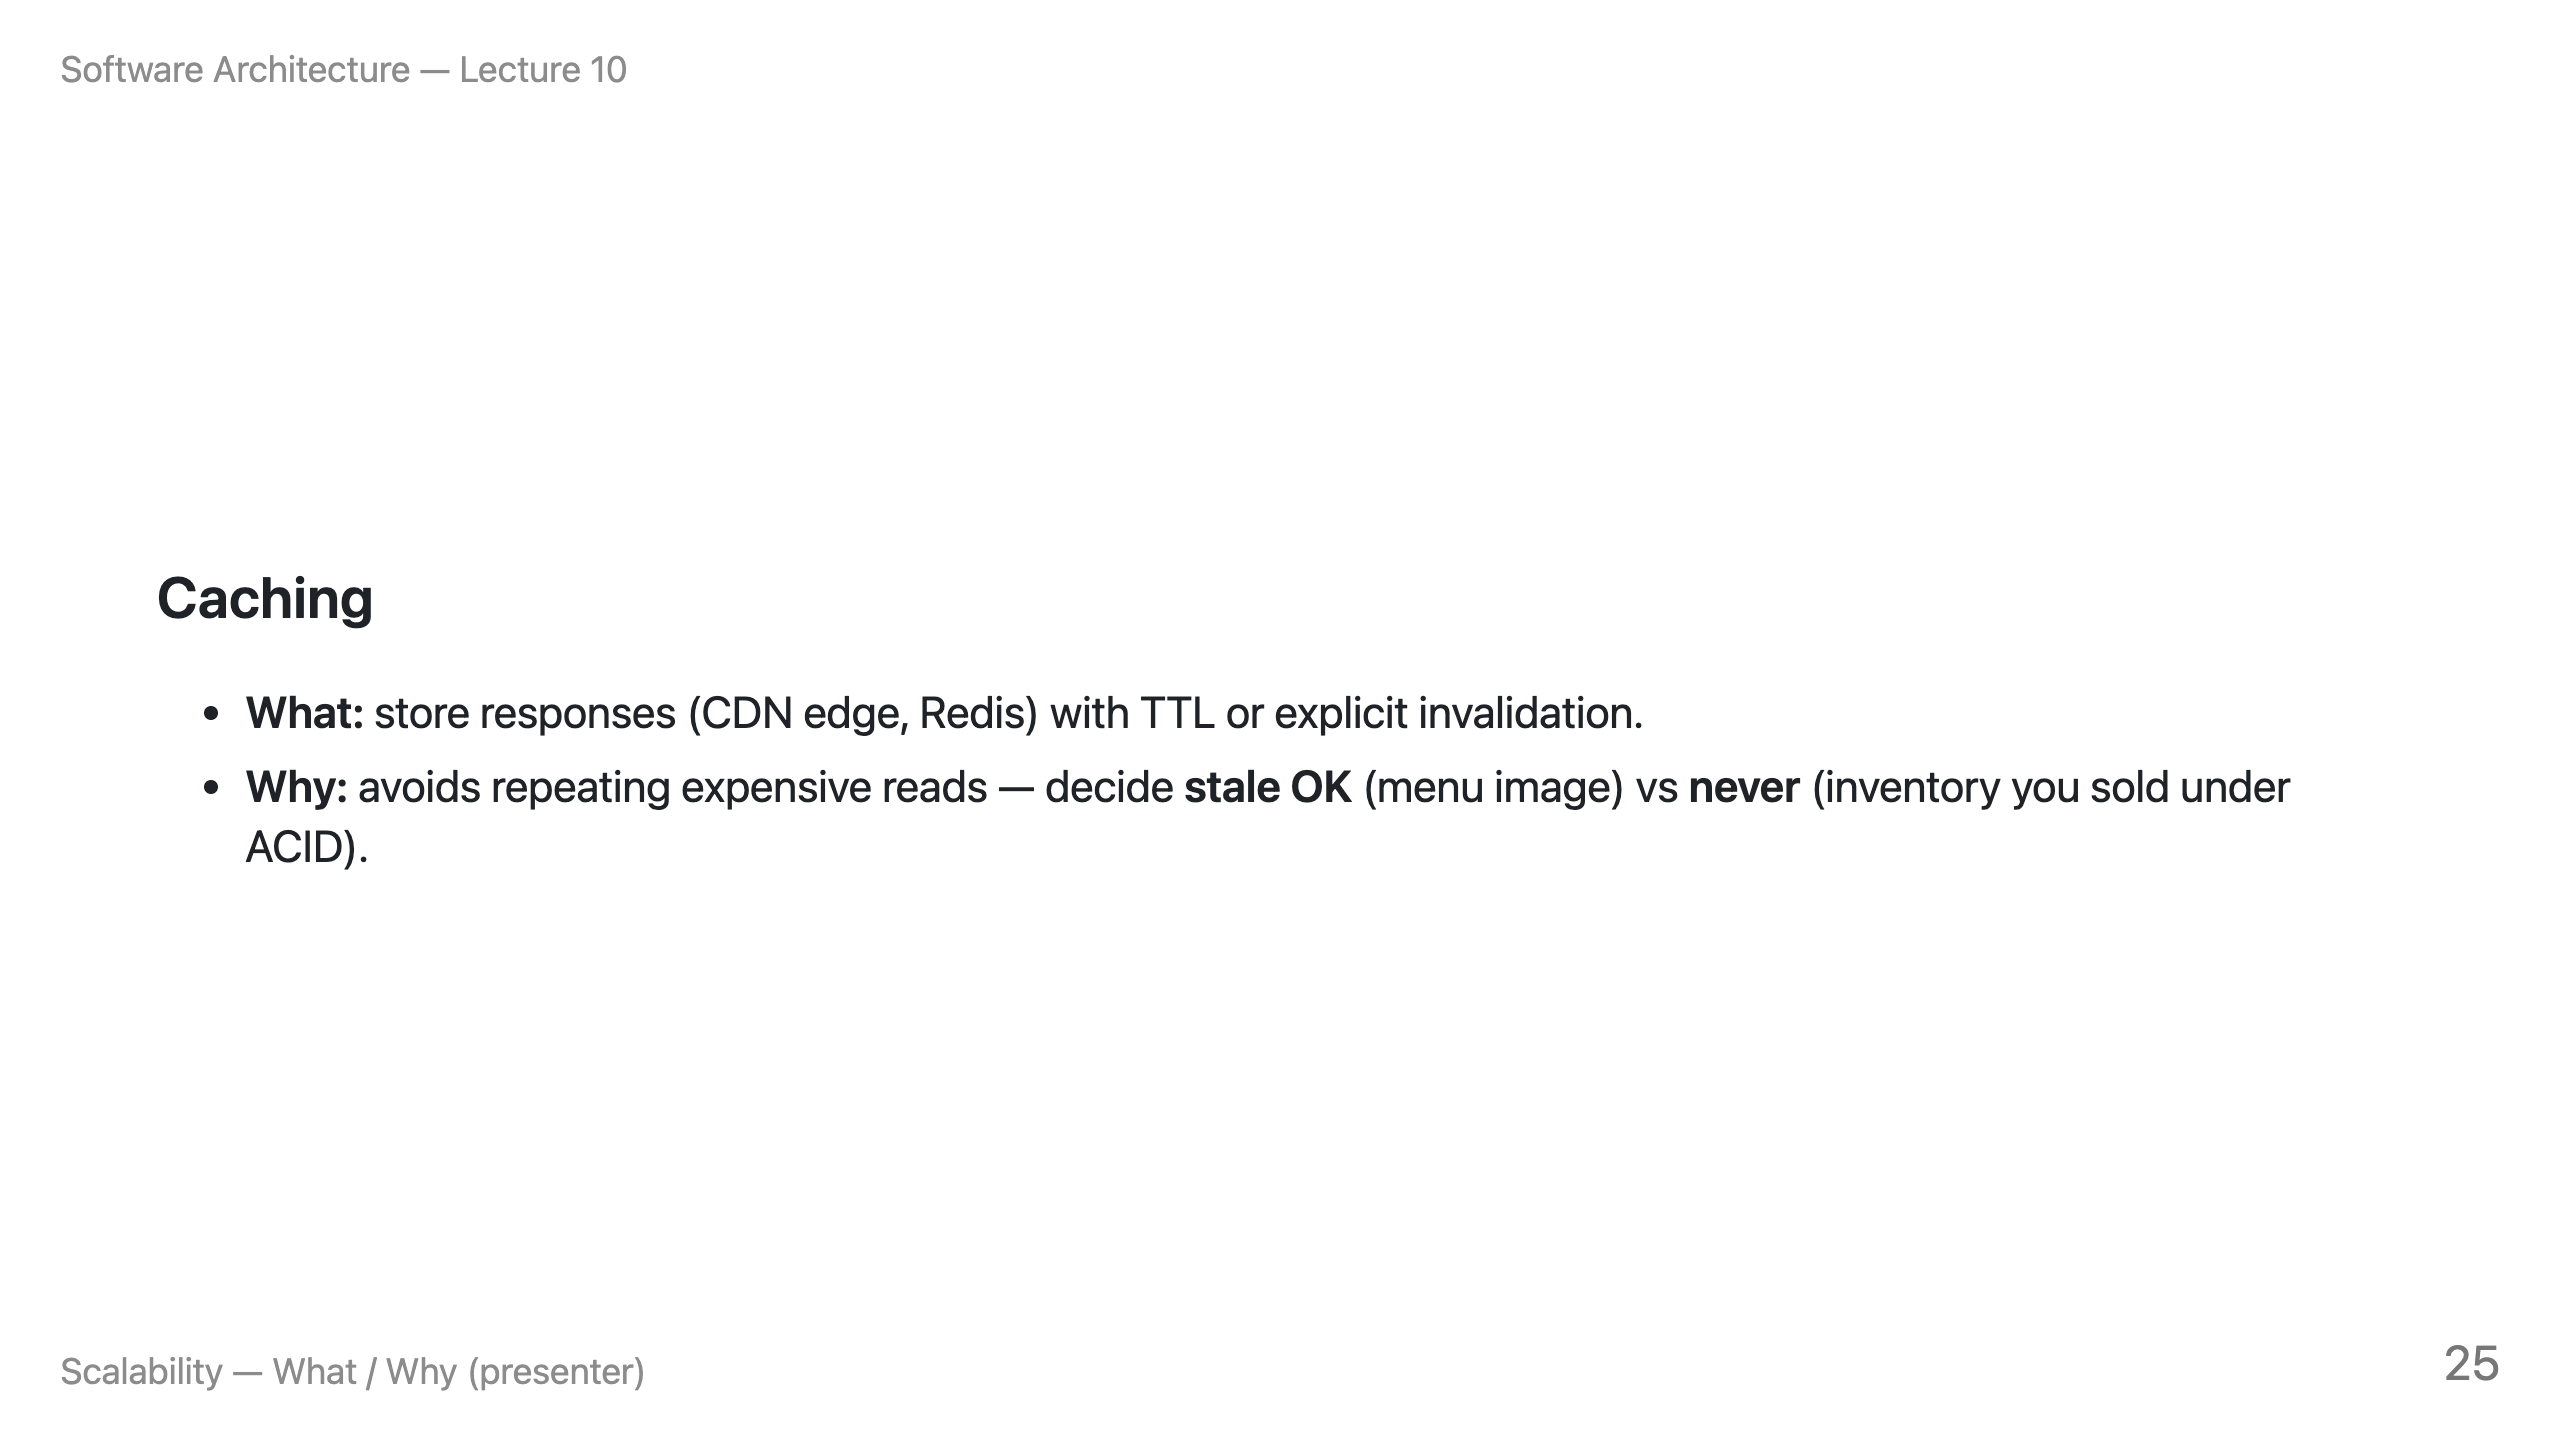 Software Architecture — Lecture 10
Caching
• What: store responses (CDN edge, Redis) with TTL or explicit invalidation.
• Why: avoids repeating expensive reads — decide stale OK (menu image) vs never (inventory you sold under
ACID).
Scalability — What / Why (presenter)
25